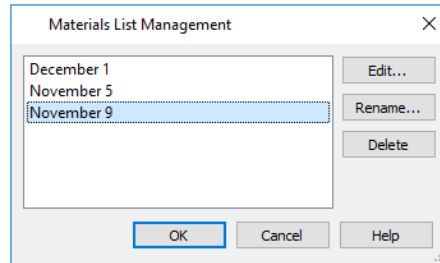 Materials List Management
December 1
November 5
November 9
Edit...
Rename...
Delete
OK
Cancel
Help